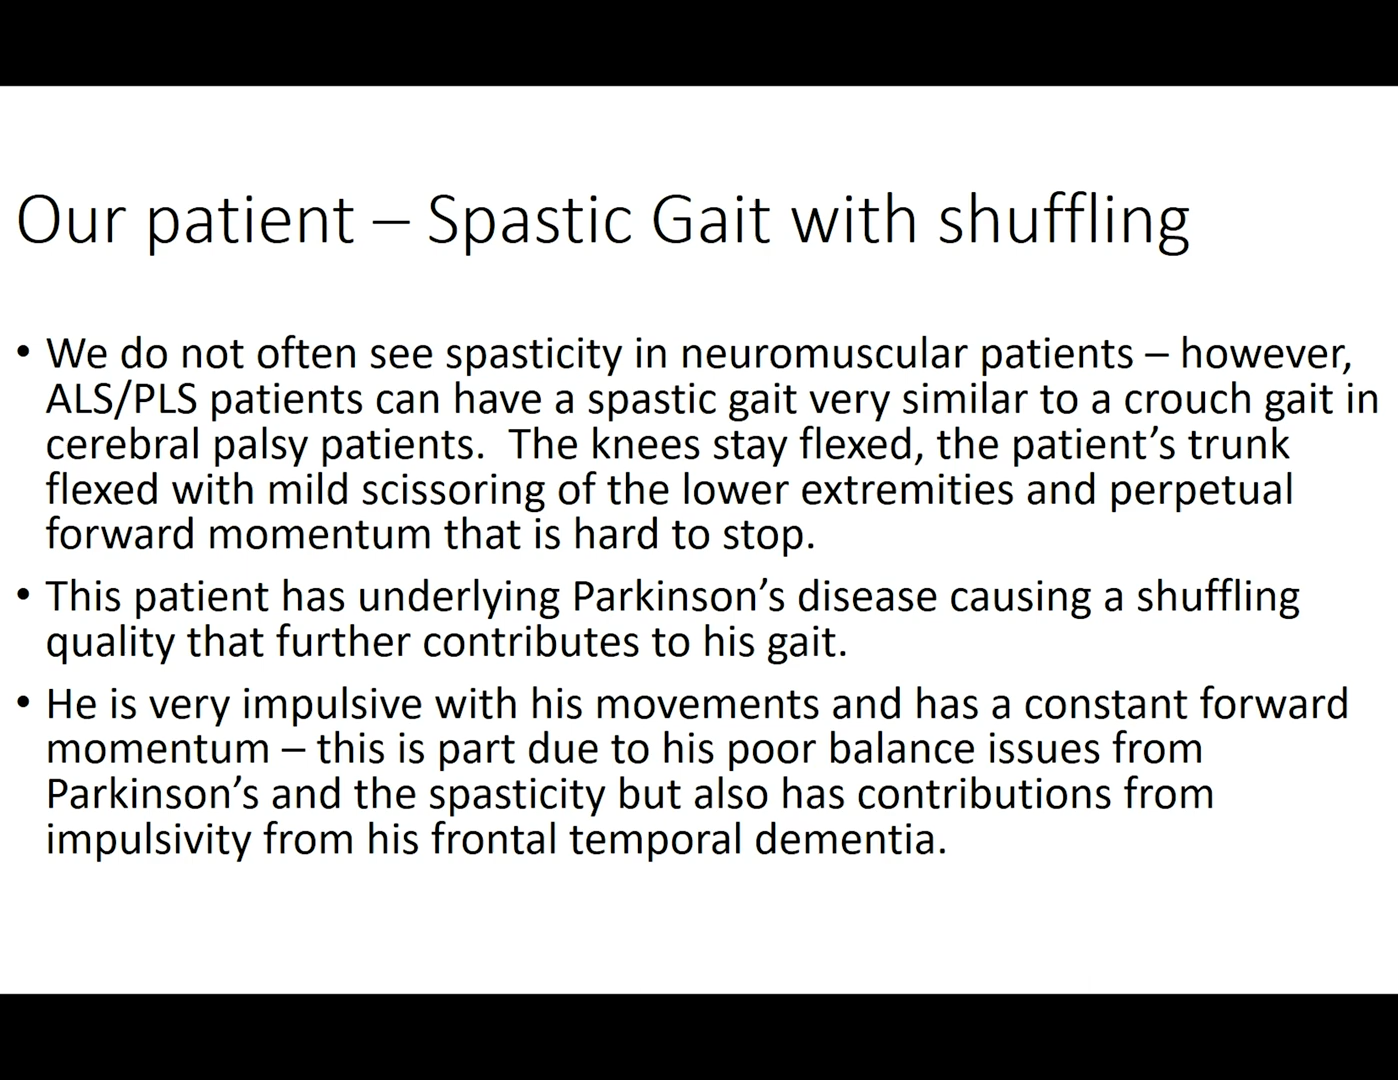 Our patient – Spastic Gait with shuffling
• We do not often see spasticity in neuromuscular patients – however,
ALS/PLS patients can have a spastic gait very similar to a crouch gait in
cerebral palsy patients.  The knees stay flexed, the patient’s trunk
flexed with mild scissoring of the lower extremities and perpetual
forward momentum that is hard to stop.
• This patient has underlying Parkinson’s disease causing a shuffling
quality that further contributes to his gait.
• He is very impulsive with his movements and has a constant forward
momentum – this is part due to his poor balance issues from
Parkinson’s and the spasticity but also has contributions from
impulsivity from his frontal temporal dementia.